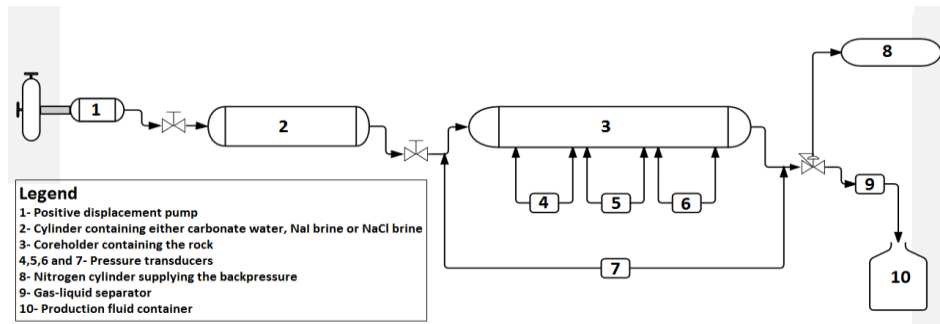 8
1
2
3
9
4
5
6
7
10
Legend
1- Positive displacement pump
2- Cylinder containing either carbonate water, NaI brine or NaCl brine
3- Coreholder containing the rock
4,5,6 and 7- Pressure transducers
8- Nitrogen cylinder supplying the backpressure
9- Gas-liquid separator
10- Production fluid container